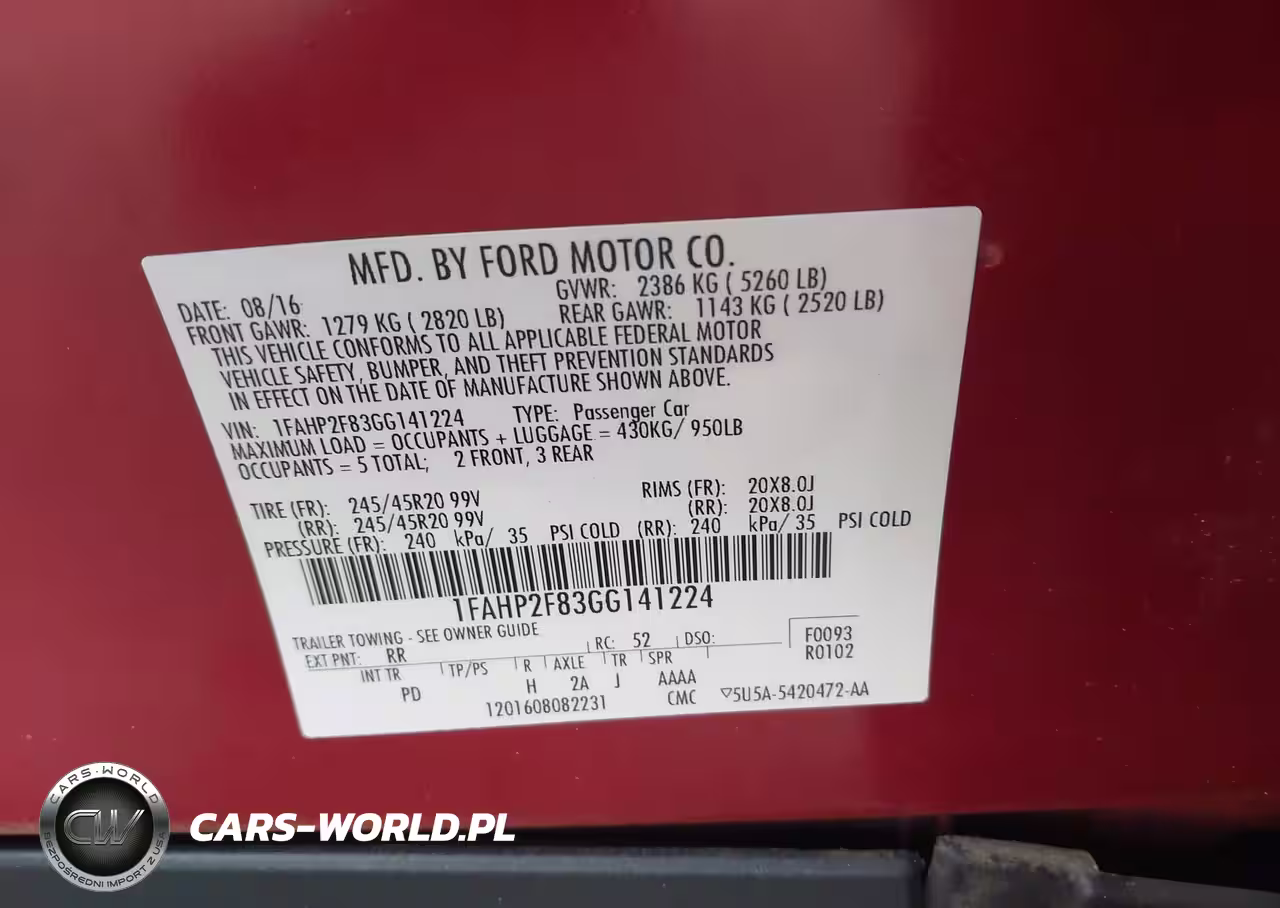 MFD. BY FORD MOTOR CO.
DATE: 08/16 GVWR: 2386 KG ( 5260 LB)
FRONT GAWR: 1279 KG ( 2820 LB) REAR GAWR: 1143 KG ( 2520 LB)
THIS VEHICLE CONFORMS TO ALL APPLICABLE FEDERAL MOTOR
VEHICLE SAFETY, BUMPER, AND THEFT PREVENTION STANDARDS
IN EFFECT ON THE DATE OF MANUFACTURE SHOWN ABOVE.
VIN: 1FAHP2F83GG141224 TYPE: Passenger Car
MAXIMUM LOAD = OCCUPANTS + LUGGAGE = 430KG/ 950LB
OCCUPANTS = 5 TOTAL; 2 FRONT, 3 REAR
TIRE (FR): 245/45R20 99V RIMS (FR): 20X8.0J
(RR): 245/45R20 99V (RR): 20X8.0J
PRESSURE (FR): 240 kPa/ 35 PSI COLD (RR): 240 kPa/ 35 PSI COLD
1FAHP2F83GG141224
TRAILER TOWING - SEE OWNER GUIDE
EXT PNT: RR RC: 52 DSO: F0093
INT TR TP/PS R AXLE TR SPR R0102
PD H 2A J AAAA
1201608082231 CMC ▽5U5A-5420472-AA
CARS-WORLD
CW
BEZPOŚREDNI IMPORT Z USA
CARS-WORLD.PL